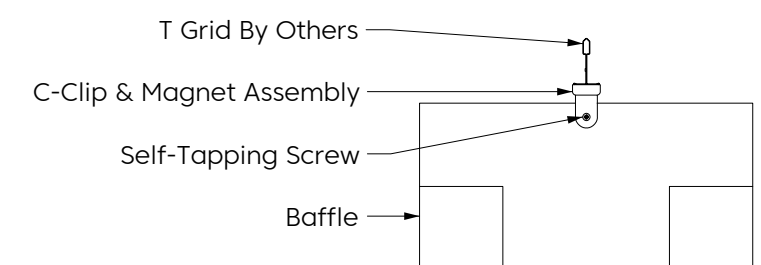 T Grid By Others
C-Clip & Magnet Assembly
Self-Tapping Screw
Baffle